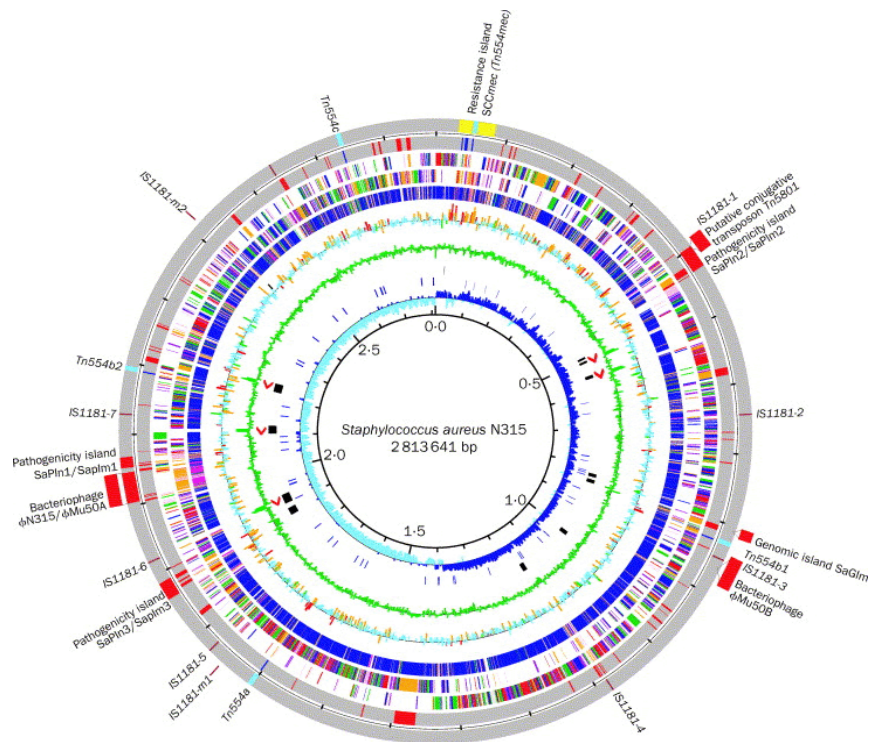 Resistance island
SCCmec (Tn554mec)
Tn554c
IS1181-m2
IS1181-1
Putative conjugative
transposon Tn5801
Pathogenicity island
SaPIn2/SaPIm2
Tn554b2
IS1181-7
IS1181-2
Pathogenicity island
SaPIn1/SapIm1
Bacteriophage
ϕN315/ϕMu50A
IS1181-6
Pathogenicity island
SaPIn3/SapIm3
IS1181-5
IS1181-m1
Tn554a
Genomic island SaGIm
Tn554b1
IS1181-3
Bacteriophage
ϕMu50B
IS1181-4
0·0
0·5
1·0
1·5
2·0
2·5
Staphylococcus aureus N315
2 813 641 bp